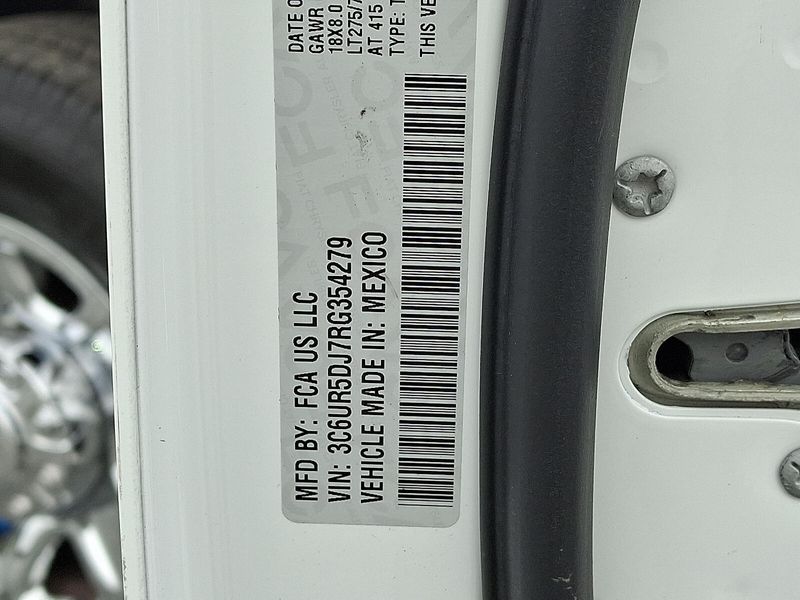 DATE O
GAWR
18X8.0
LT275/7
AT 415
TYPE: T
THIS VE
MFD BY: FCA US LLC
VIN: 3C6UR5DJ7RG354279
VEHICLE MADE IN: MEXICO